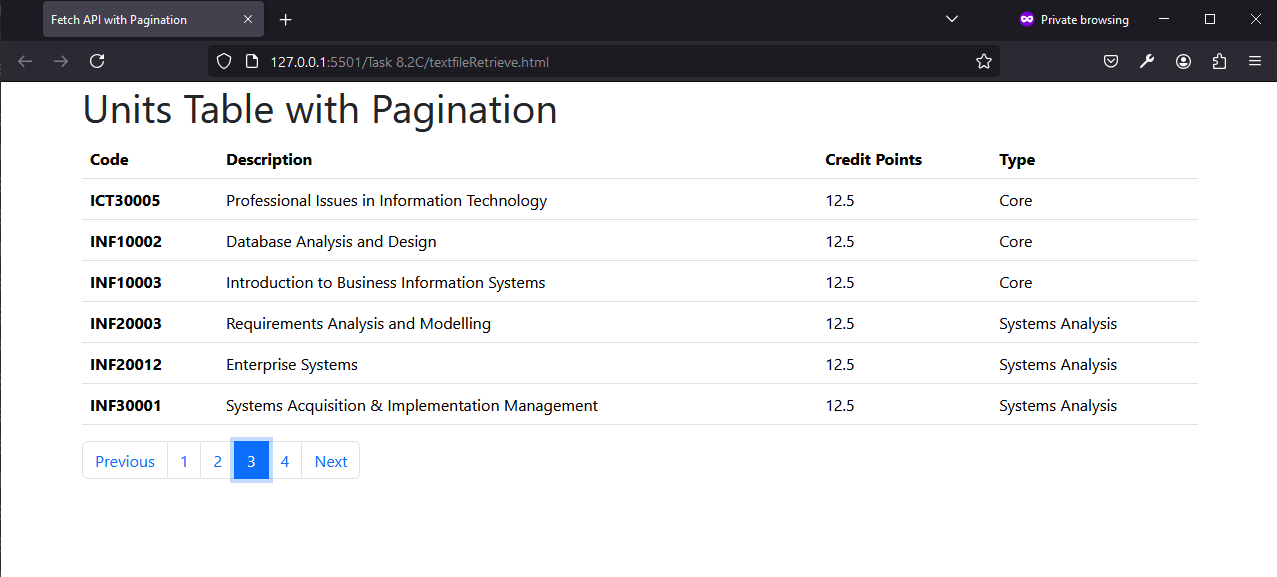 Fetch API with Pagination
Private browsing
127.0.0.1:5501/Task 8.2C/textfileRetrieve.html
Units Table with Pagination
Code Description Credit Points Type
ICT30005 Professional Issues in Information Technology 12.5 Core
INF10002 Database Analysis and Design 12.5 Core
INF10003 Introduction to Business Information Systems 12.5 Core
INF20003 Requirements Analysis and Modelling 12.5 Systems Analysis
INF20012 Enterprise Systems 12.5 Systems Analysis
INF30001 Systems Acquisition & Implementation Management 12.5 Systems Analysis
Previous 1 2 3 4 Next